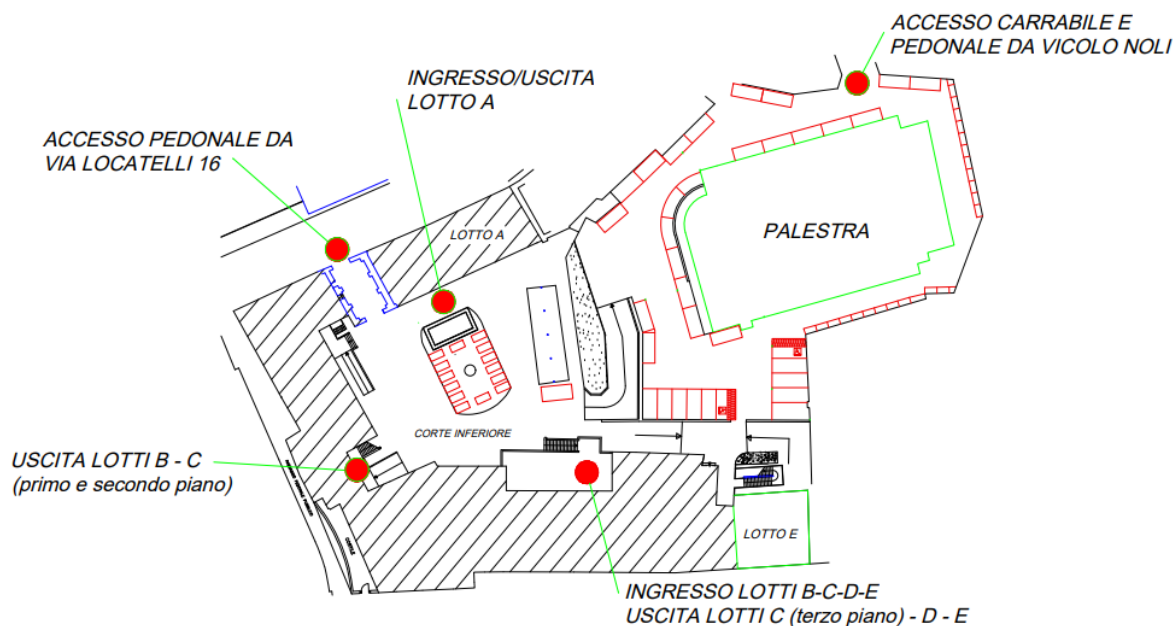 ACCESSO CARRABILE E
PEDONALE DA VICOLO NOLI
INGRESSO/USCITA
LOTTO A
ACCESSO PEDONALE DA
VIA LOCATELLI 16
LOTTO A
PALESTRA
CORTE INFERIORE
USCITA LOTTI B - C
(primo e secondo piano)
LOTTO E
INGRESSO LOTTI B-C-D-E
USCITA LOTTI C (terzo piano) - D - E